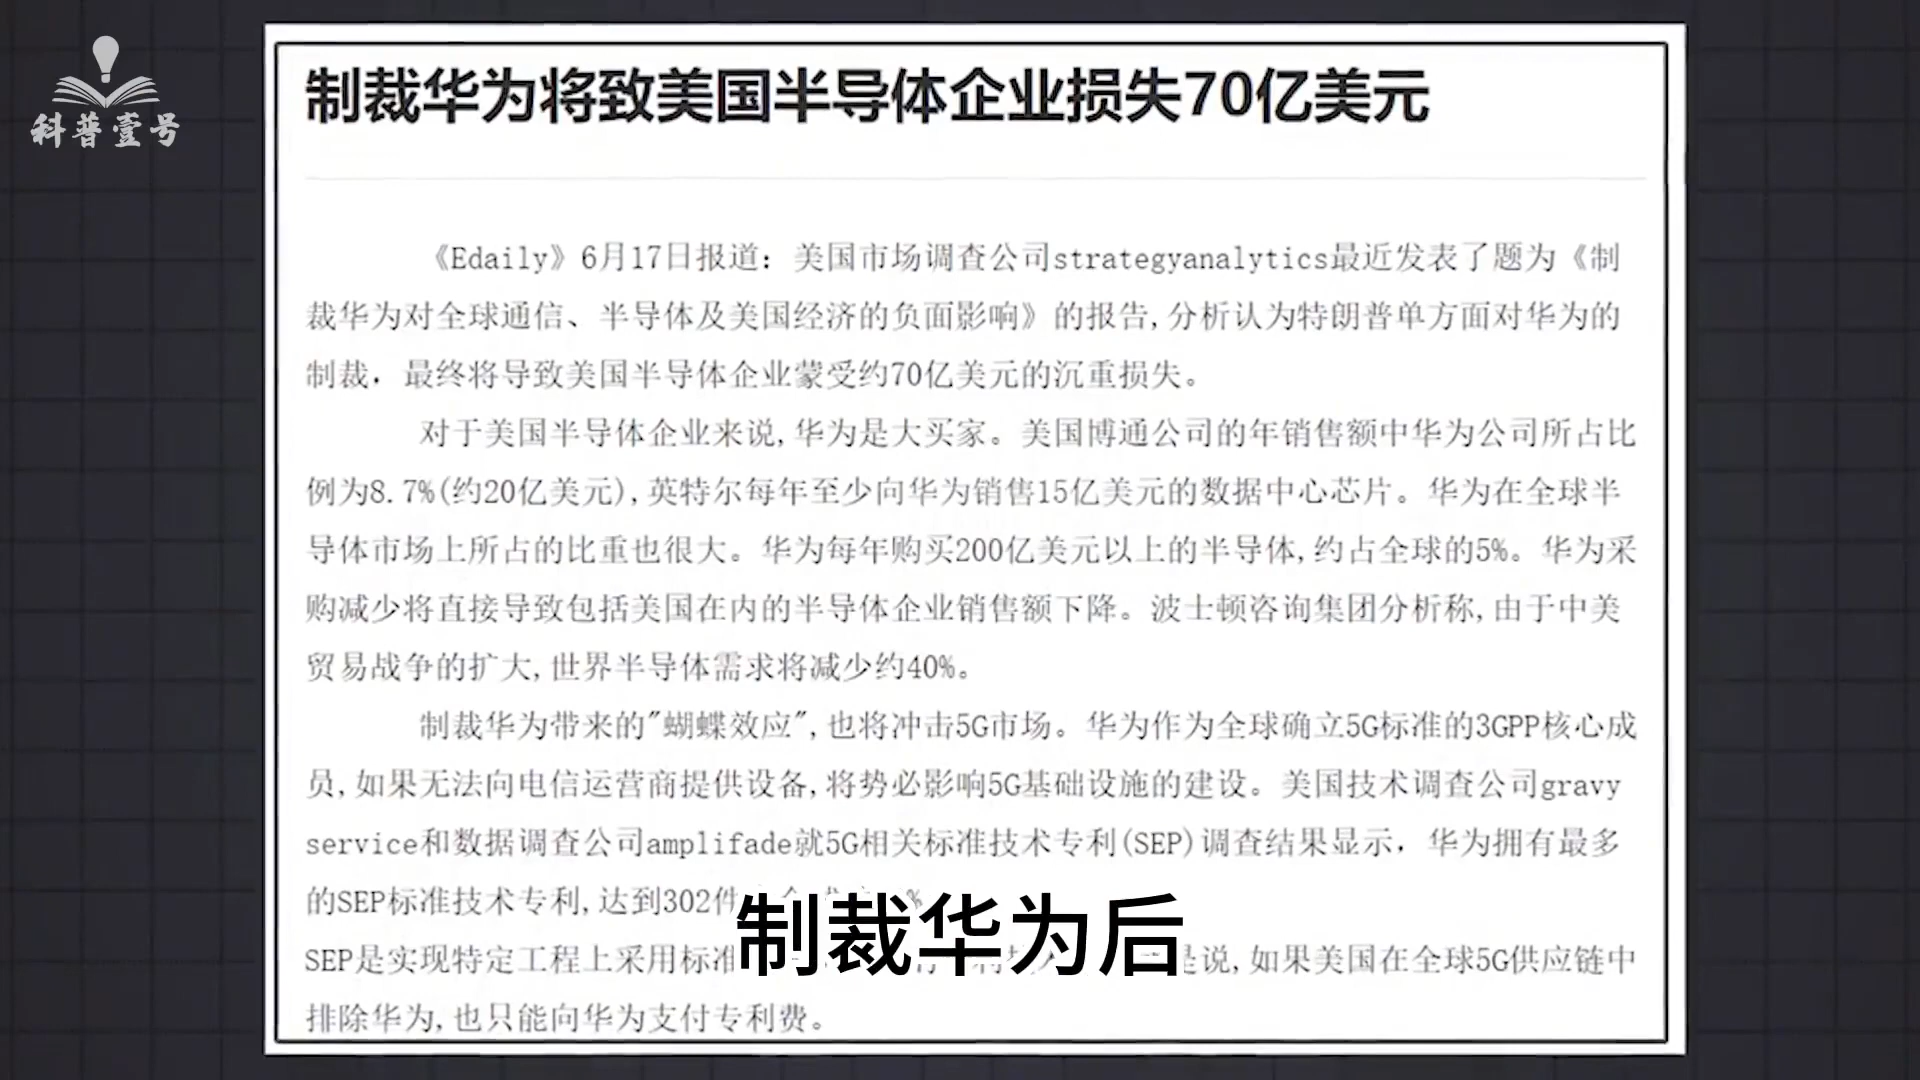 科普壹号
制裁华为将致美国半导体企业损失70亿美元
《Edaily》6月17日报道：美国市场调查公司strategyanalytics最近发表了题为《制
裁华为对全球通信、半导体及美国经济的负面影响》的报告,分析认为特朗普单方面对华为的
制裁，最终将导致美国半导体企业蒙受约70亿美元的沉重损失。
对于美国半导体企业来说,华为是大买家。美国博通公司的年销售额中华为公司所占比
例为8.7%(约20亿美元),英特尔每年至少向华为销售15亿美元的数据中心芯片。华为在全球半
导体市场上所占的比重也很大。华为每年购买200亿美元以上的半导体,约占全球的5%。华为采
购减少将直接导致包括美国在内的半导体企业销售额下降。波士顿咨询集团分析称,由于中美
贸易战争的扩大,世界半导体需求将减少约40%。
制裁华为带来的"蝴蝶效应",也将冲击5G市场。华为作为全球确立5G标准的3GPP核心成
员,如果无法向电信运营商提供设备,将势必影响5G基础设施的建设。美国技术调查公司gravy
service和数据调查公司amplifade就5G相关标准技术专利(SEP)调查结果显示，华为拥有最多
的SEP标准技术专利,达到302件
制裁华为后
SEP是实现特定工程上采用标准 是说,如果美国在全球5G供应链中
排除华为,也只能向华为支付专利费。